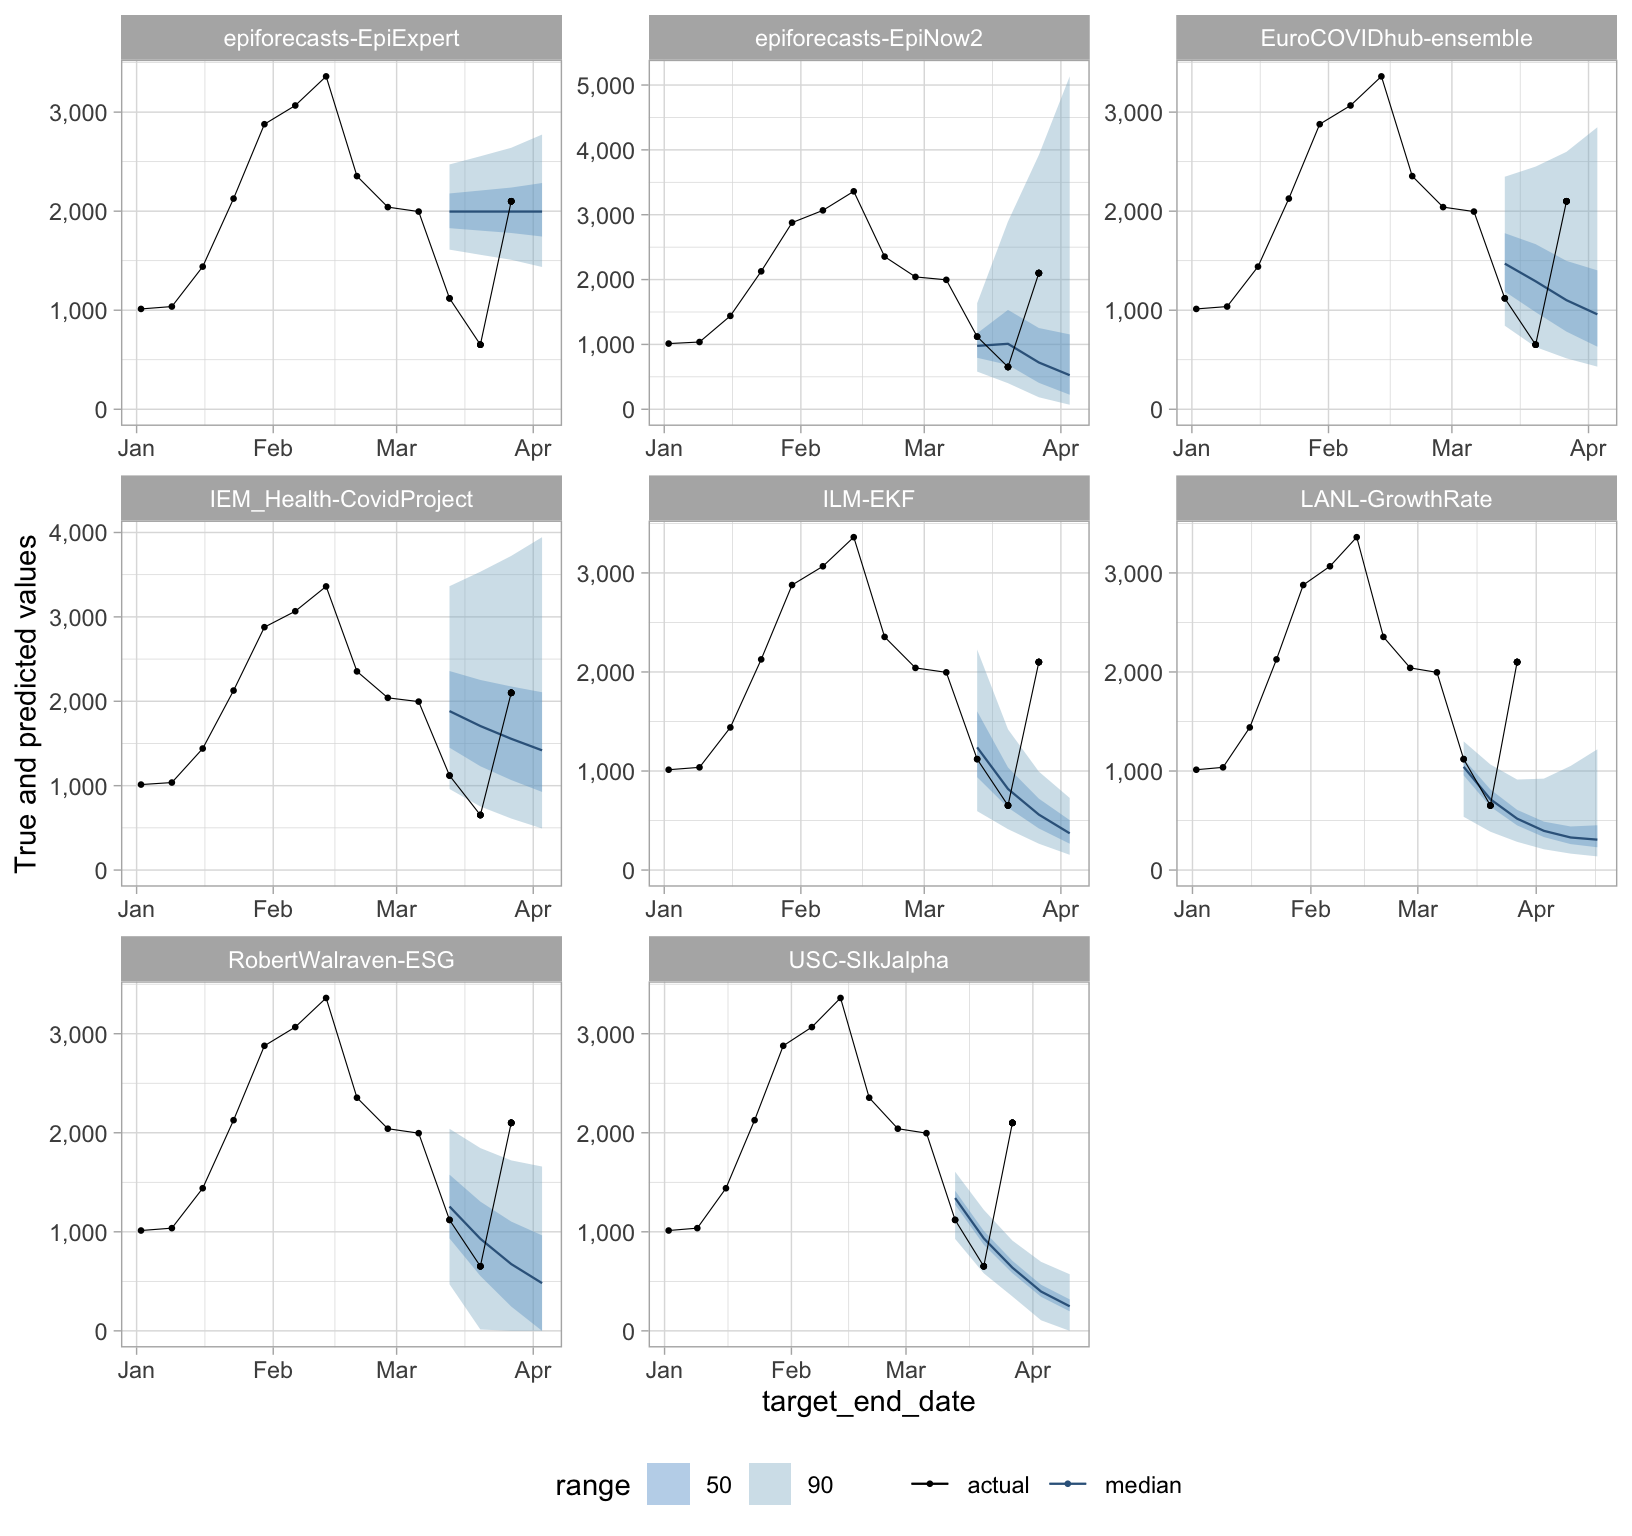 epiforecasts-EpiExpert
epiforecasts-EpiNow2
EuroCOVIDhub-ensemble
3,000
2,000
1,000
0
5,000
4,000
3,000
2,000
1,000
0
3,000
2,000
1,000
0
Jan Feb Mar Apr
Jan Feb Mar Apr
Jan Feb Mar Apr
True and predicted values
IEM_Health-CovidProject
ILM-EKF
LANL-GrowthRate
4,000
3,000
2,000
1,000
0
3,000
2,000
1,000
0
3,000
2,000
1,000
0
Jan Feb Mar Apr
Jan Feb Mar Apr
Jan Feb Mar Apr
RobertWalraven-ESG
USC-SIkJalpha
3,000
2,000
1,000
0
3,000
2,000
1,000
0
Jan Feb Mar Apr
Jan Feb Mar Apr
target_end_date
range 50 90 actual median